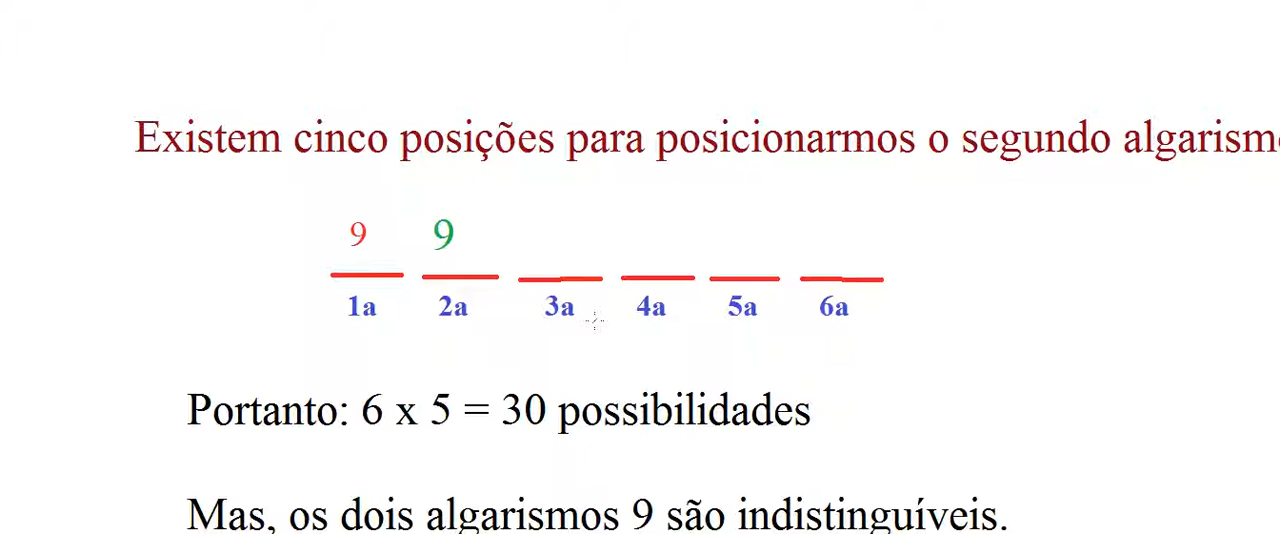 Existem cinco posições para posicionarmos o segundo
9 9
1a 2a 3a 4a 5a 6a
Portanto: 6 x 5 = 30 possibilidades
Mas, os dois algarismos 9 são indistinguíveis.